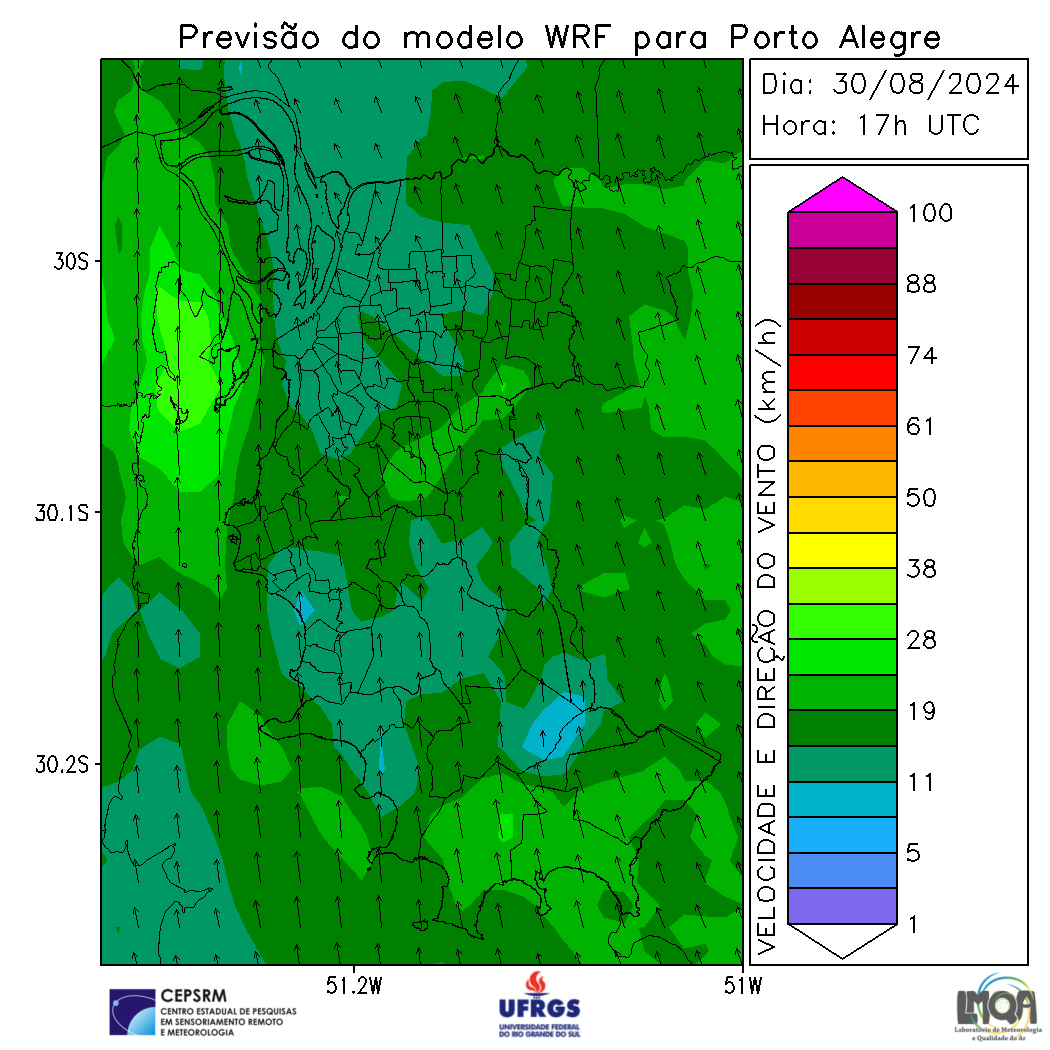 Previsão do modelo WRF para Porto Alegre
Dia: 30/08/2024
Hora: 17h UTC
30S
30.1S
30.2S
51.2W
51W
VELOCIDADE E DIREÇÃO DO VENTO (km/h)
100
88
74
61
50
38
28
19
11
5
1
CEPSRM
CENTRO ESTADUAL DE PESQUISAS
EM SENSORIAMENTO REMOTO
E METEOROLOGIA
UFRGS
UNIVERSIDADE FEDERAL
DO RIO GRANDE DO SUL
LMQA
Laboratório de Meteorologia
e Qualidade do Ar